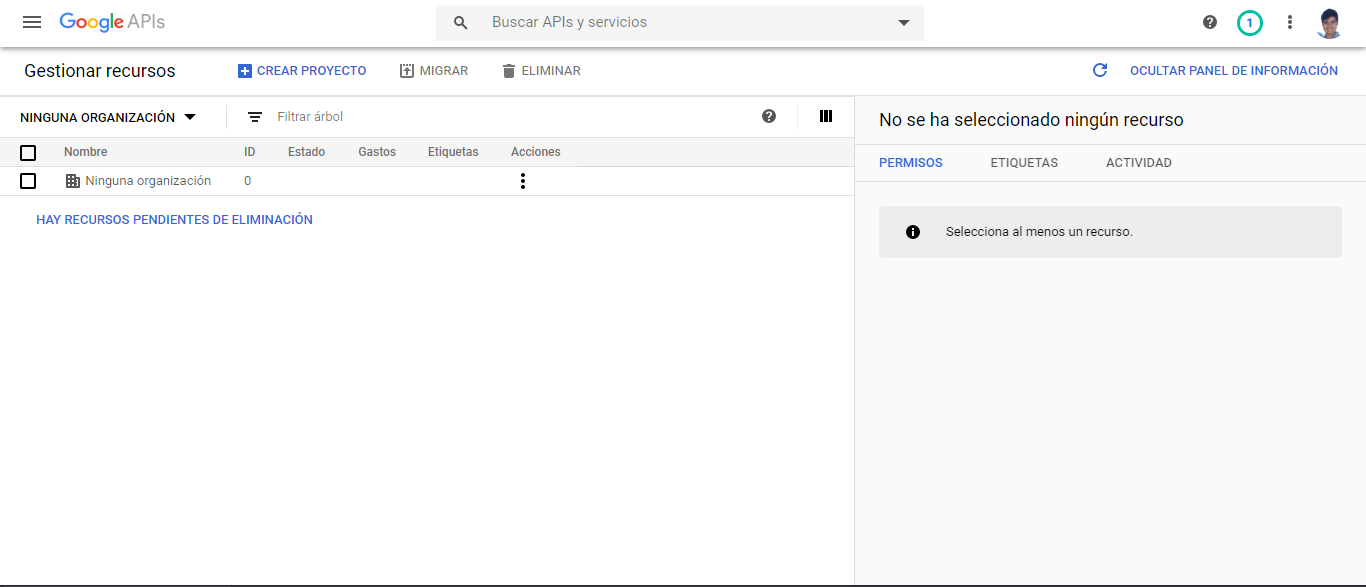 Google APIs
Buscar APIs y servicios
1
Gestionar recursos
CREAR PROYECTO
MIGRAR
ELIMINAR
OCULTAR PANEL DE INFORMACIÓN
NINGUNA ORGANIZACIÓN
Filtrar árbol
Nombre ID Estado Gastos Etiquetas Acciones
Ninguna organización 0
HAY RECURSOS PENDIENTES DE ELIMINACIÓN
No se ha seleccionado ningún recurso
PERMISOS ETIQUETAS ACTIVIDAD
Selecciona al menos un recurso.